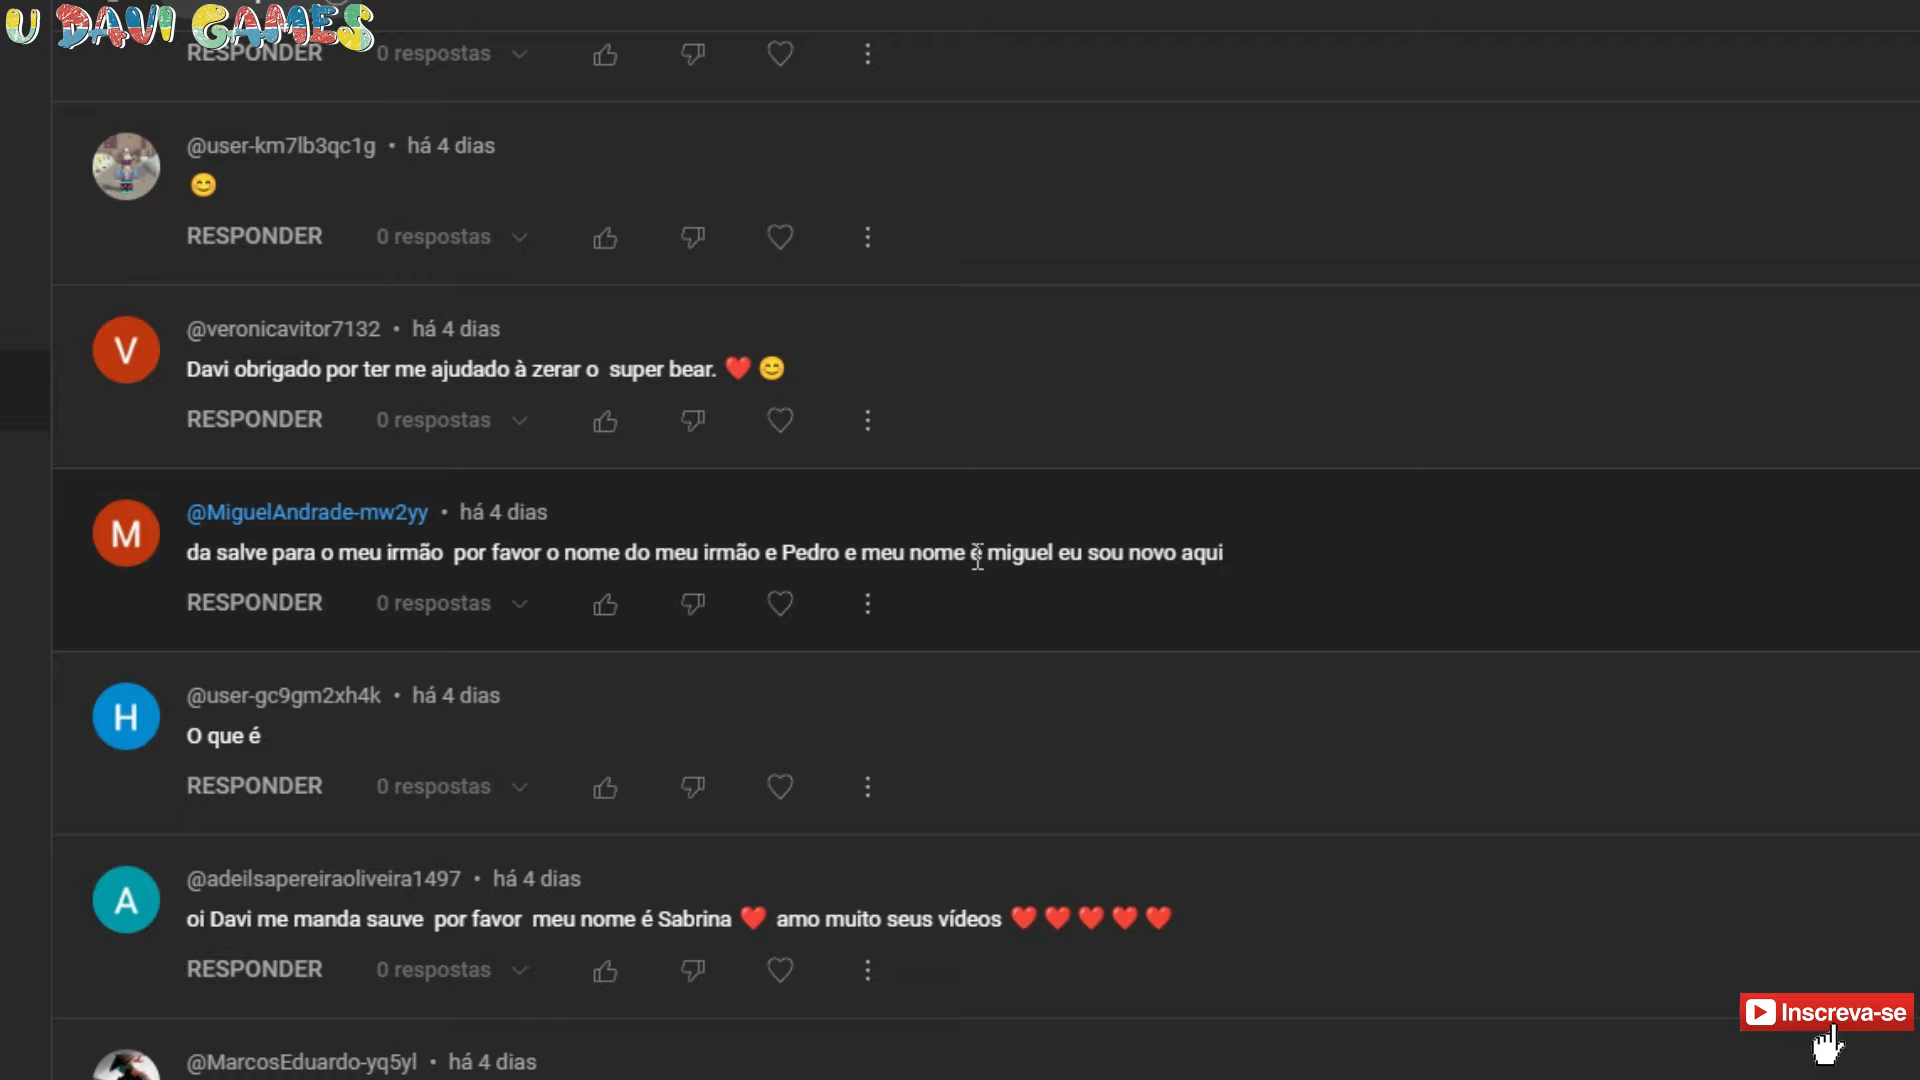 U DAVI GAMES
RESPONDER 0 respostas
@user-km7lb3qc1g • há 4 dias
😊
RESPONDER 0 respostas
V
@veronicavitor7132 • há 4 dias
Davi obrigado por ter me ajudado à zerar o super bear. ❤️ 😊
RESPONDER 0 respostas
M
@MiguelAndrade-mw2yy • há 4 dias
da salve para o meu irmão por favor o nome do meu irmão e Pedro e meu nome é miguel eu sou novo aqui
RESPONDER 0 respostas
H
@user-gc9gm2xh4k • há 4 dias
O que é
RESPONDER 0 respostas
A
@adeilsapereiraoliveira1497 • há 4 dias
oi Davi me manda sauve por favor meu nome é Sabrina ❤️ amo muito seus vídeos ❤️ ❤️ ❤️ ❤️ ❤️
RESPONDER 0 respostas
Inscreva-se
@MarcosEduardo-yq5yl • há 4 dias